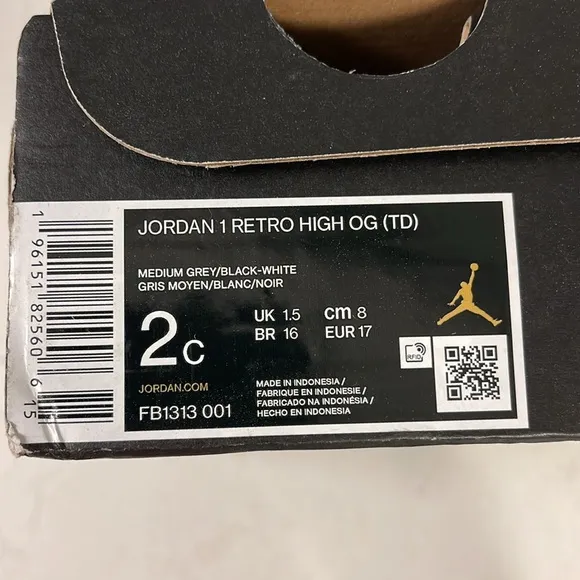 JORDAN 1 RETRO HIGH OG (TD)
MEDIUM GREY/BLACK-WHITE
GRIS MOYEN/BLANC/NOIR
2c
UK 1.5 cm 8
BR 16 EUR 17
JORDAN.COM
FB1313 001
MADE IN INDONESIA/
FABRIQUE EN INDONESIE/
FABRICADO NA INDONÉSIA/
HECHO EN INDONESIA
RFID
1 96151 82560 6 15